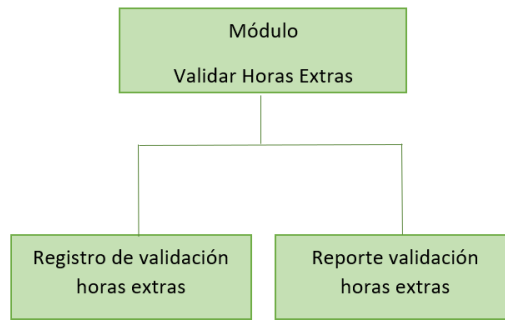 Módulo
Validar Horas Extras
Registro de validación
horas extras
Reporte validación
horas extras